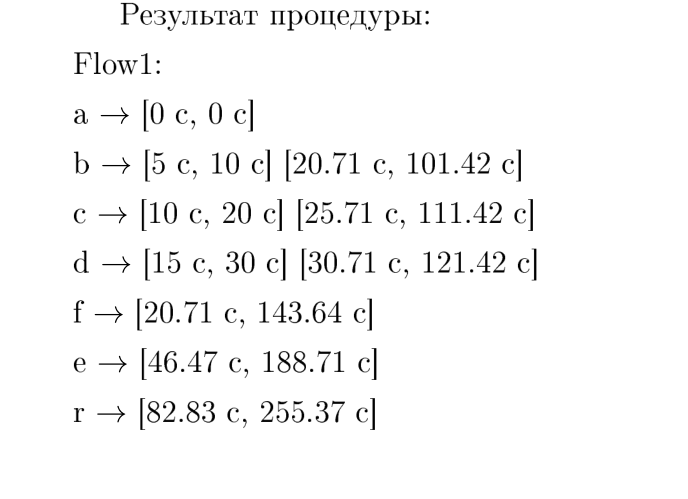 Результат процедуры:
Flow1:
a → [0 с, 0 с]
b → [5 с, 10 с] [20.71 с, 101.42 с]
c → [10 с, 20 с] [25.71 с, 111.42 с]
d → [15 с, 30 с] [30.71 с, 121.42 с]
f → [20.71 с, 143.64 с]
e → [46.47 с, 188.71 с]
r → [82.83 с, 255.37 с]